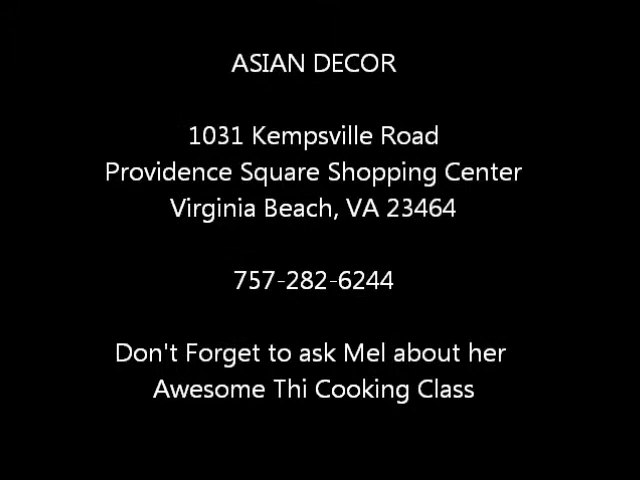 ASIAN DECOR
1031 Kempsville Road
Providence Square Shopping Center
Virginia Beach, VA 23464
757-282-6244
Don't Forget to ask Mel about her
Awesome Thi Cooking Class